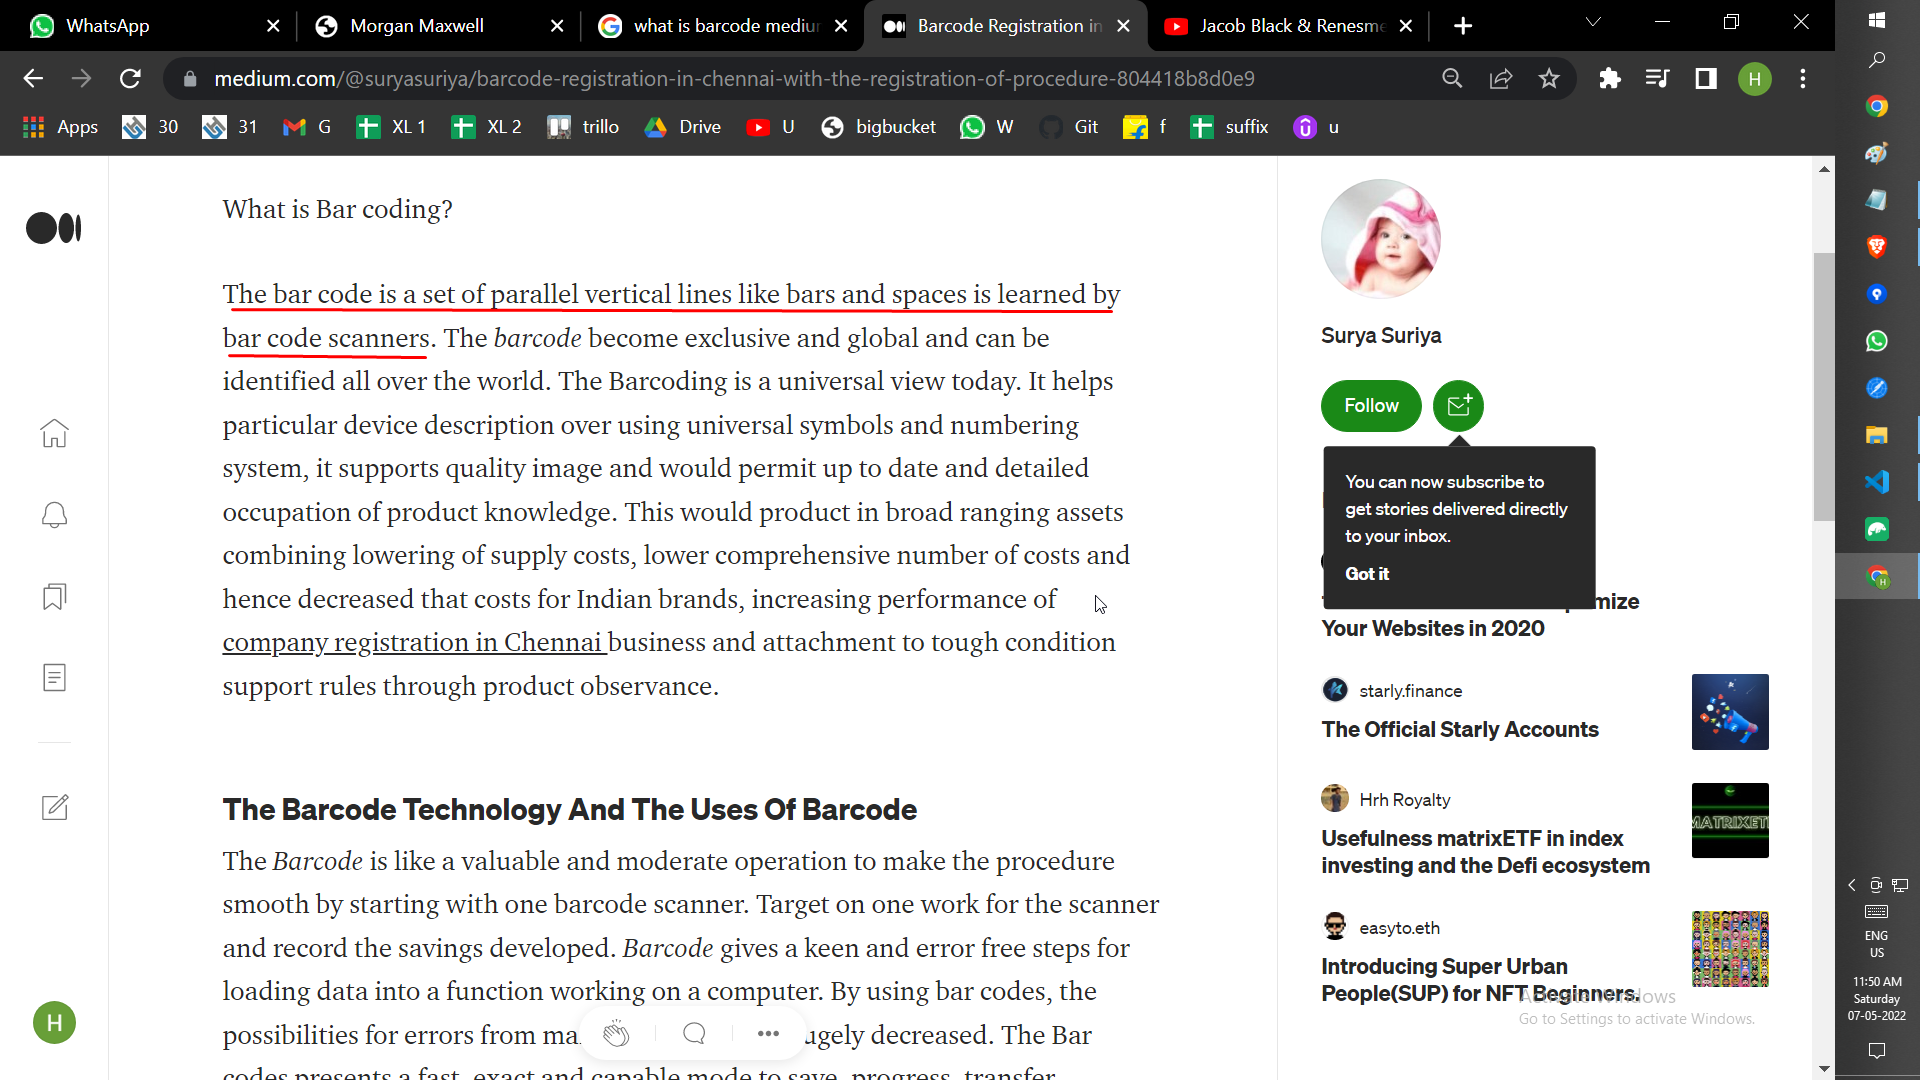 WhatsApp
Morgan Maxwell
what is barcode mediu
Barcode Registration in
Jacob Black & Renesme
medium.com/@suryasuriya/barcode-registration-in-chennai-with-the-registration-of-procedure-804418b8d0e9
H
Apps
30
31
G
XL 1
XL 2
trillo
Drive
U
bigbucket
W
Git
f
suffix
u
What is Bar coding?
The bar code is a set of parallel vertical lines like bars and spaces is learned by
bar code scanners. The barcode become exclusive and global and can be
identified all over the world. The Barcoding is a universal view today. It helps
particular device description over using universal symbols and numbering
system, it supports quality image and would permit up to date and detailed
occupation of product knowledge. This would product in broad ranging assets
combining lowering of supply costs, lower comprehensive number of costs and
hence decreased that costs for Indian brands, increasing performance of
company registration in Chennai business and attachment to tough condition
support rules through product observance.
The Barcode Technology And The Uses Of Barcode
The Barcode is like a valuable and moderate operation to make the procedure
smooth by starting with one barcode scanner. Target on one work for the scanner
and record the savings developed. Barcode gives a keen and error free steps for
loading data into a function working on a computer. By using bar codes, the
possibilities for errors from ma ugely decreased. The Bar
codes presents a fast, exact and capable mode to save, progress, transfer
H
Surya Suriya
Follow
You can now subscribe to
get stories delivered directly
to your inbox.
Got it
mize
Your Websites in 2020
starly.finance
The Official Starly Accounts
Hrh Royalty
Usefulness matrixETF in index
investing and the Defi ecosystem
MATRIXET
easyto.eth
Introducing Super Urban
People(SUP) for NFT Beginners.
Activate Windows
Go to Settings to activate Windows.
ENG
US
11:50 AM
Saturday
07-05-2022